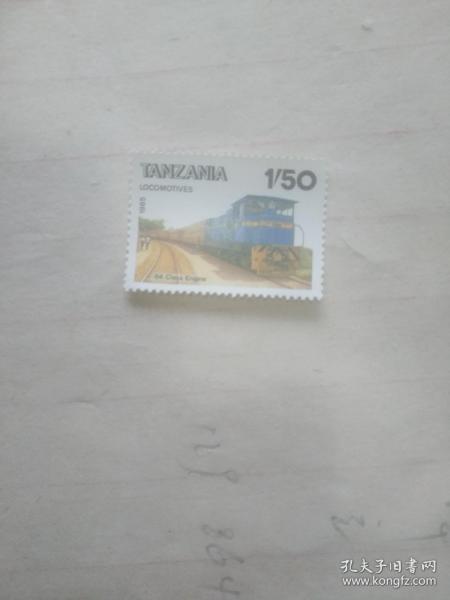 TANZANIA 1/50
LOCOMOTIVES
1985
64 Class Engine
孔夫子旧书网
www.kongfz.com